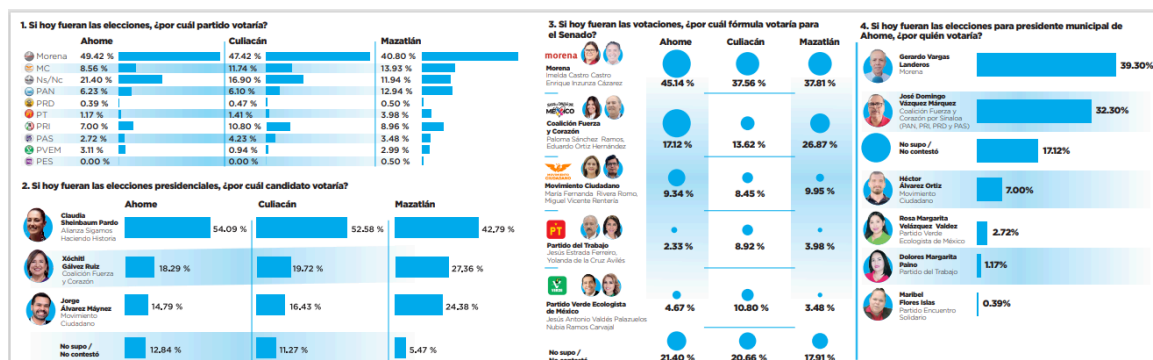 1. Si hoy fueran las elecciones, ¿por cuál partido votaría?
Ahome Culiacán Mazatlán
Morena 49.42 % 47.42 % 40.80 %
MC 8.56 % 11.74 % 13.93 %
Ns/Nc 21.40 % 16.90 % 11.94 %
PAN 6.23 % 6.10 % 12.94 %
PRD 0.39 % 0.47 % 0.50 %
PT 1.17 % 1.41 % 3.98 %
PRI 7.00 % 10.80 % 8.96 %
PAS 2.72 % 4.23 % 3.48 %
PVEM 3.11 % 0.94 % 2.99 %
PES 0.00 % 0.00 % 0.50 %
2. Si hoy fueran las elecciones presidenciales, ¿por cuál candidato votaría?
Ahome Culiacán Mazatlán
Claudia
Sheinbaum Pardo
Alianza Sigamos
Haciendo Historia
54.09 % 52.58 % 42,79 %
Xóchitl
Gálvez Ruiz
Coalición Fuerza
y Corazón
18.29 % 19.72 % 27,36 %
Jorge
Álvarez Máynez
Movimiento
Ciudadano
14,79 % 16,43 % 24,38 %
No supo /
No contestó
12.84 % 11,27 % 5.47 %
3. Si hoy fueran las votaciones, ¿por cuál fórmula votaría para
el Senado?
Ahome Culiacán Mazatlán
morena
Morena
Imelda Castro Castro
Enrique Inzunza Cázarez
45.14 % 37.56 % 37.81 %
MÉXICO
Coalición Fuerza
y Corazón
Paloma Sánchez Ramos,
Eduardo Ortiz Hernández
17.12 % 13.62 % 26.87 %
Movimiento Ciudadano
María Fernanda Rivera Romo,
Miguel Vicente Rentería
9.34 % 8.45 % 9.95 %
PT
Partido del Trabajo
Jesús Estrada Ferreiro,
Yolanda de la Cruz Avilés
2.33 % 8.92 % 3.98 %
VERDE
Partido Verde Ecologista
de México
Jesús Antonio Valdés Palazuelos
Nubia Ramos Carvajal
4.67 % 10.80 % 3.48 %
No supo /
No contestó
21.40 % 20.66 % 17.91 %
4. Si hoy fueran las elecciones para presidente municipal de
Ahome, ¿por quién votaría?
Gerardo Vargas
Landeros
Morena
39.30%
José Domingo
Vázquez Márquez
Coalición Fuerza y
Corazón por Sinaloa
(PAN, PRI, PRD y PAS)
32.30%
No supo /
No contestó
17.12%
Héctor
Álvarez Ortiz
Movimiento
Ciudadano
7.00%
Rosa Margarita
Velázquez Valdez
Partido Verde
Ecologista de México
2.72%
Dolores Margarita
Paino
Partido del Trabajo
1.17%
Maribel
Flores Islas
Partido Encuentro
Solidario
0.39%